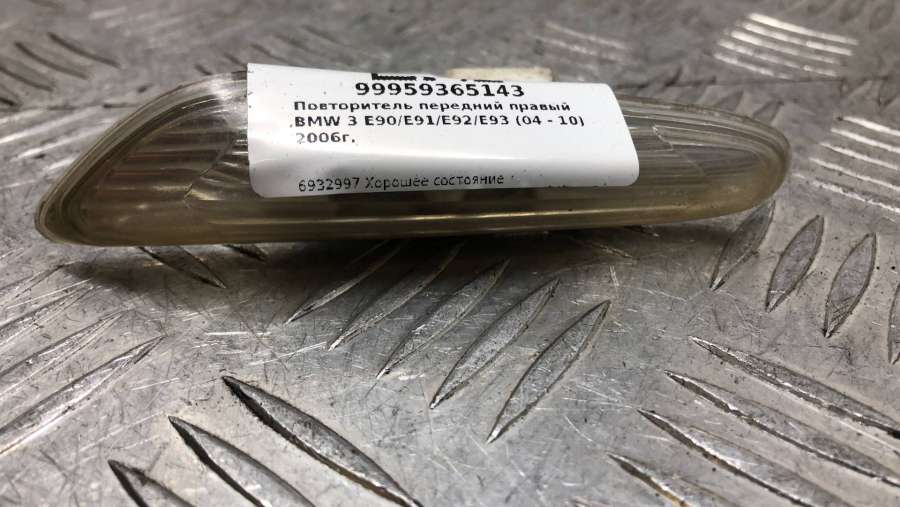 99959365143
Повторитель передний правый
BMW 3 E90/E91/E92/E93 (04 - 10)
2006г.
6932997 Хорошее состояние